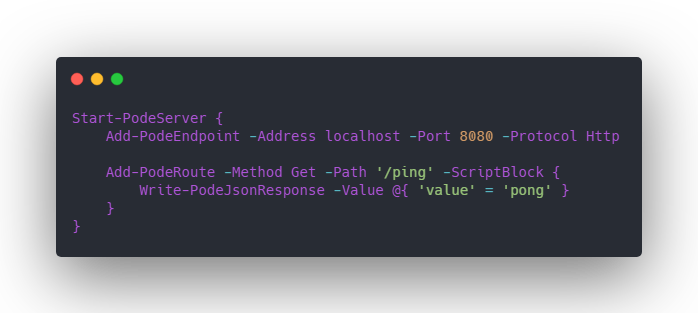 Start-PodeServer {
    Add-PodeEndpoint -Address localhost -Port 8080 -Protocol Http
    Add-PodeRoute -Method Get -Path '/ping' -ScriptBlock {
        Write-PodeJsonResponse -Value @{ 'value' = 'pong' }
    }
}